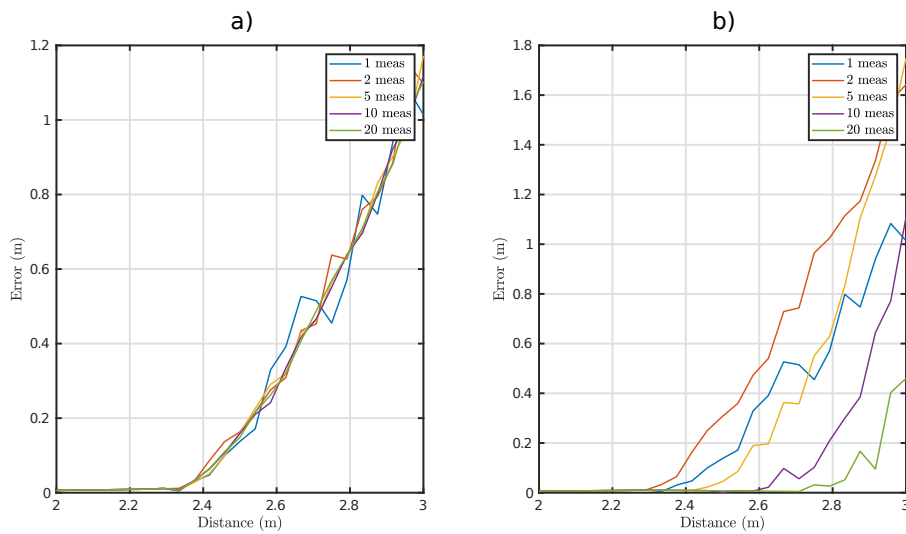 a)
1.2
1
0.8
0.6
0.4
0.2
0
Error (m)
2
2.2
2.4
2.6
2.8
3
Distance (m)
1 meas
2 meas
5 meas
10 meas
20 meas
b)
1.8
1.6
1.4
1.2
1
0.8
0.6
0.4
0.2
0
Error (m)
2
2.2
2.4
2.6
2.8
3
Distance (m)
1 meas
2 meas
5 meas
10 meas
20 meas